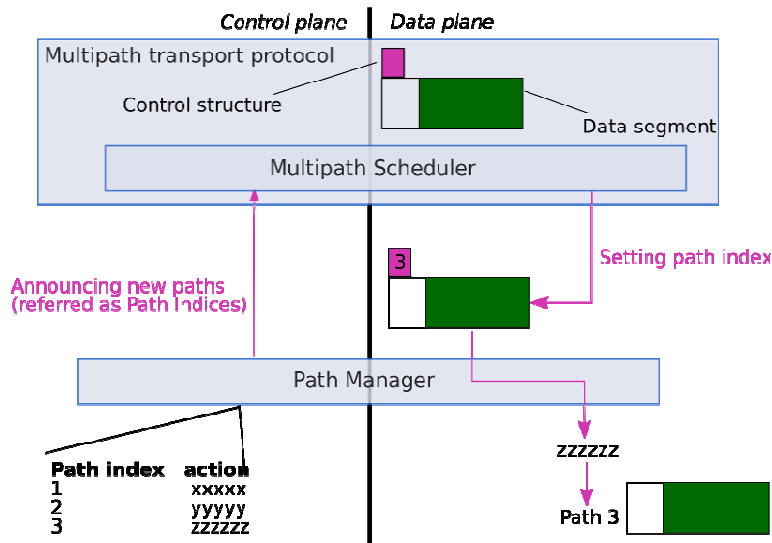 Control plane
Data plane
Multipath transport protocol
Control structure
Data segment
Multipath Scheduler
Setting path index
3
Announcing new paths
(referred as Path Indices)
Path Manager
zzzzzz
Path index action
1 xxxxx
2 yyyyy
3 zzzzzz
Path 3